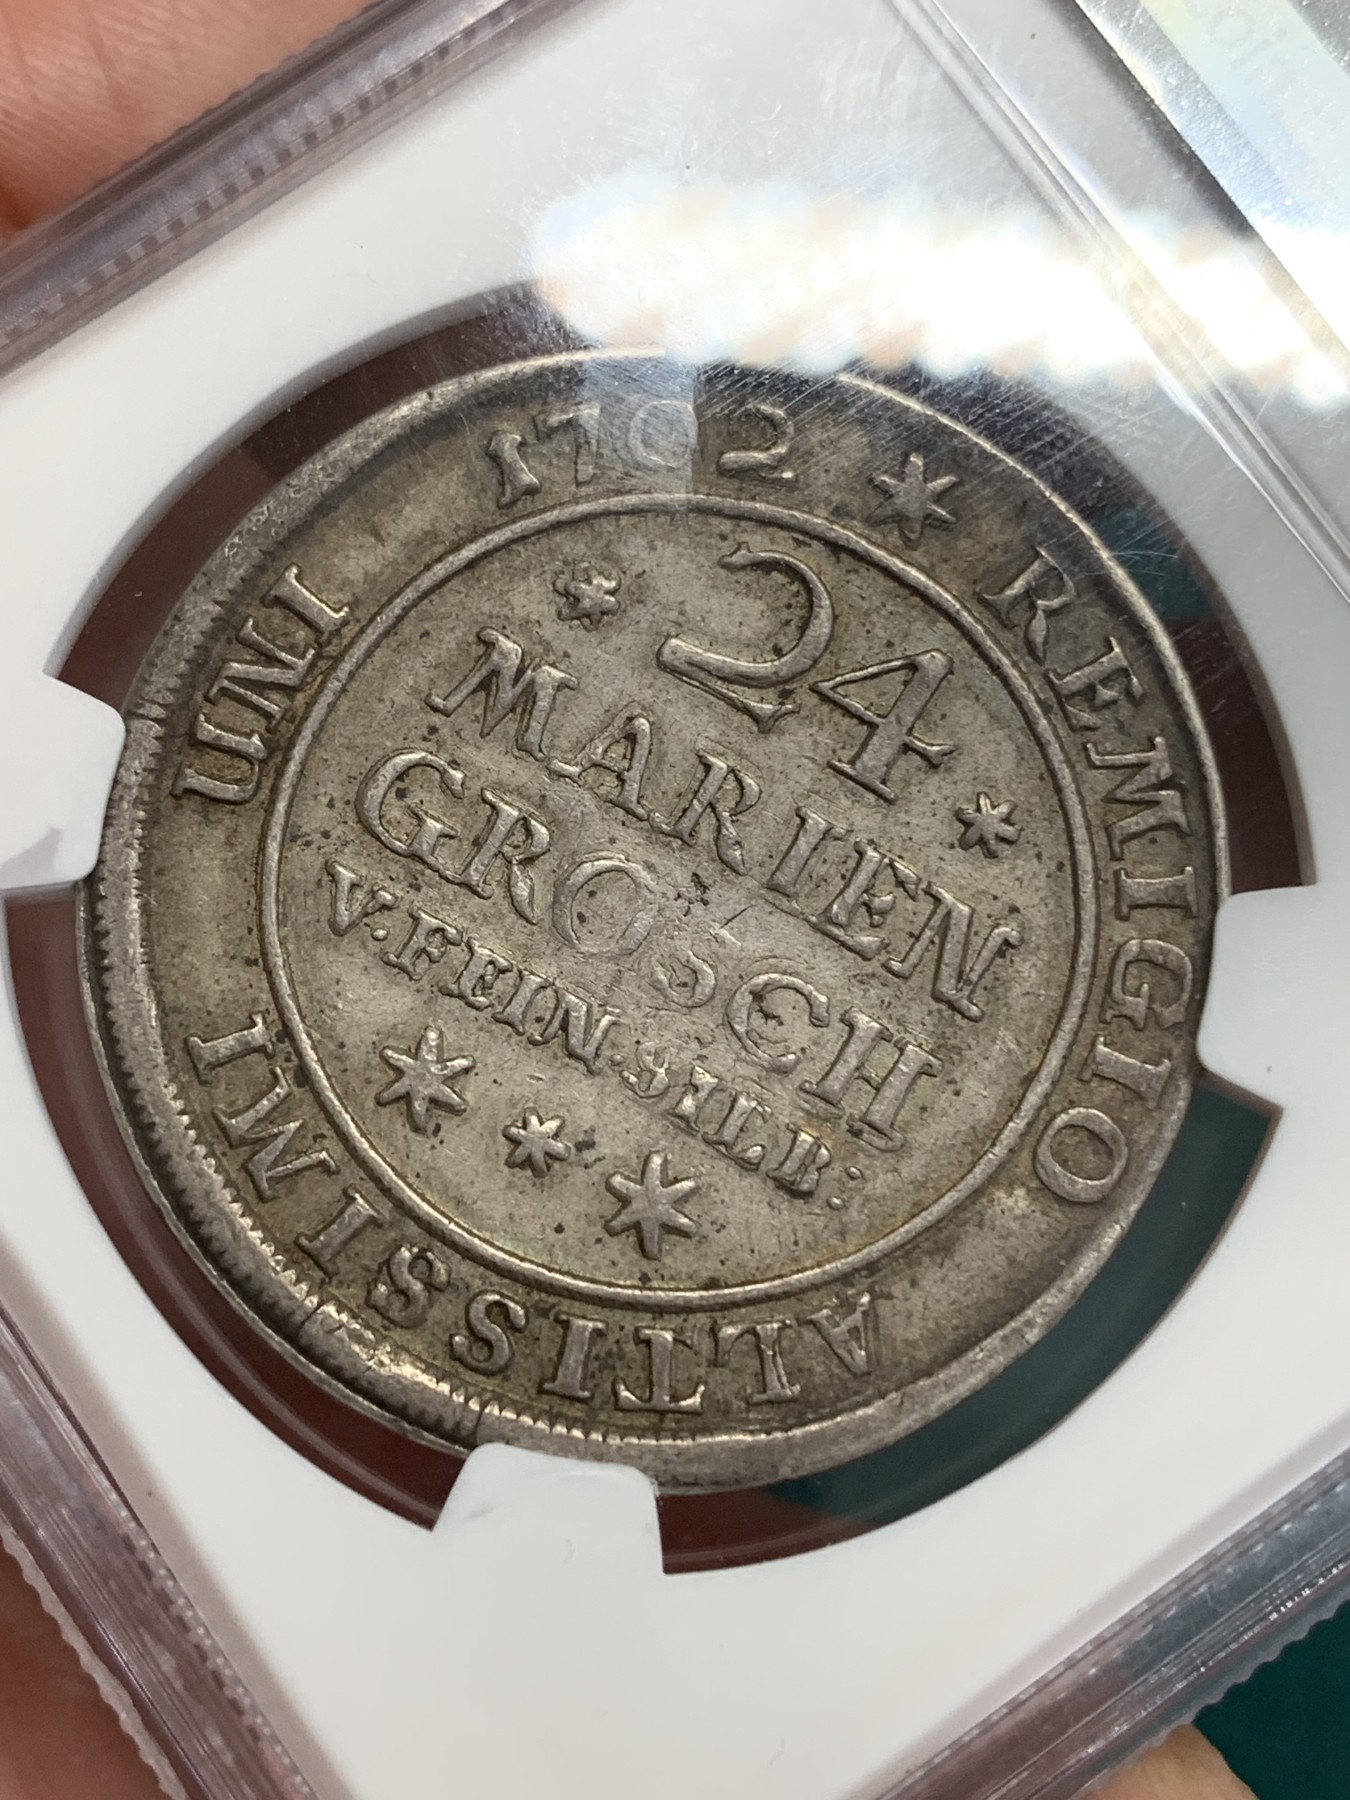 REMIGIO ALTISSIMI UNI 1702
24
MARIEN
GROSCH
V. FEIN. SILB: